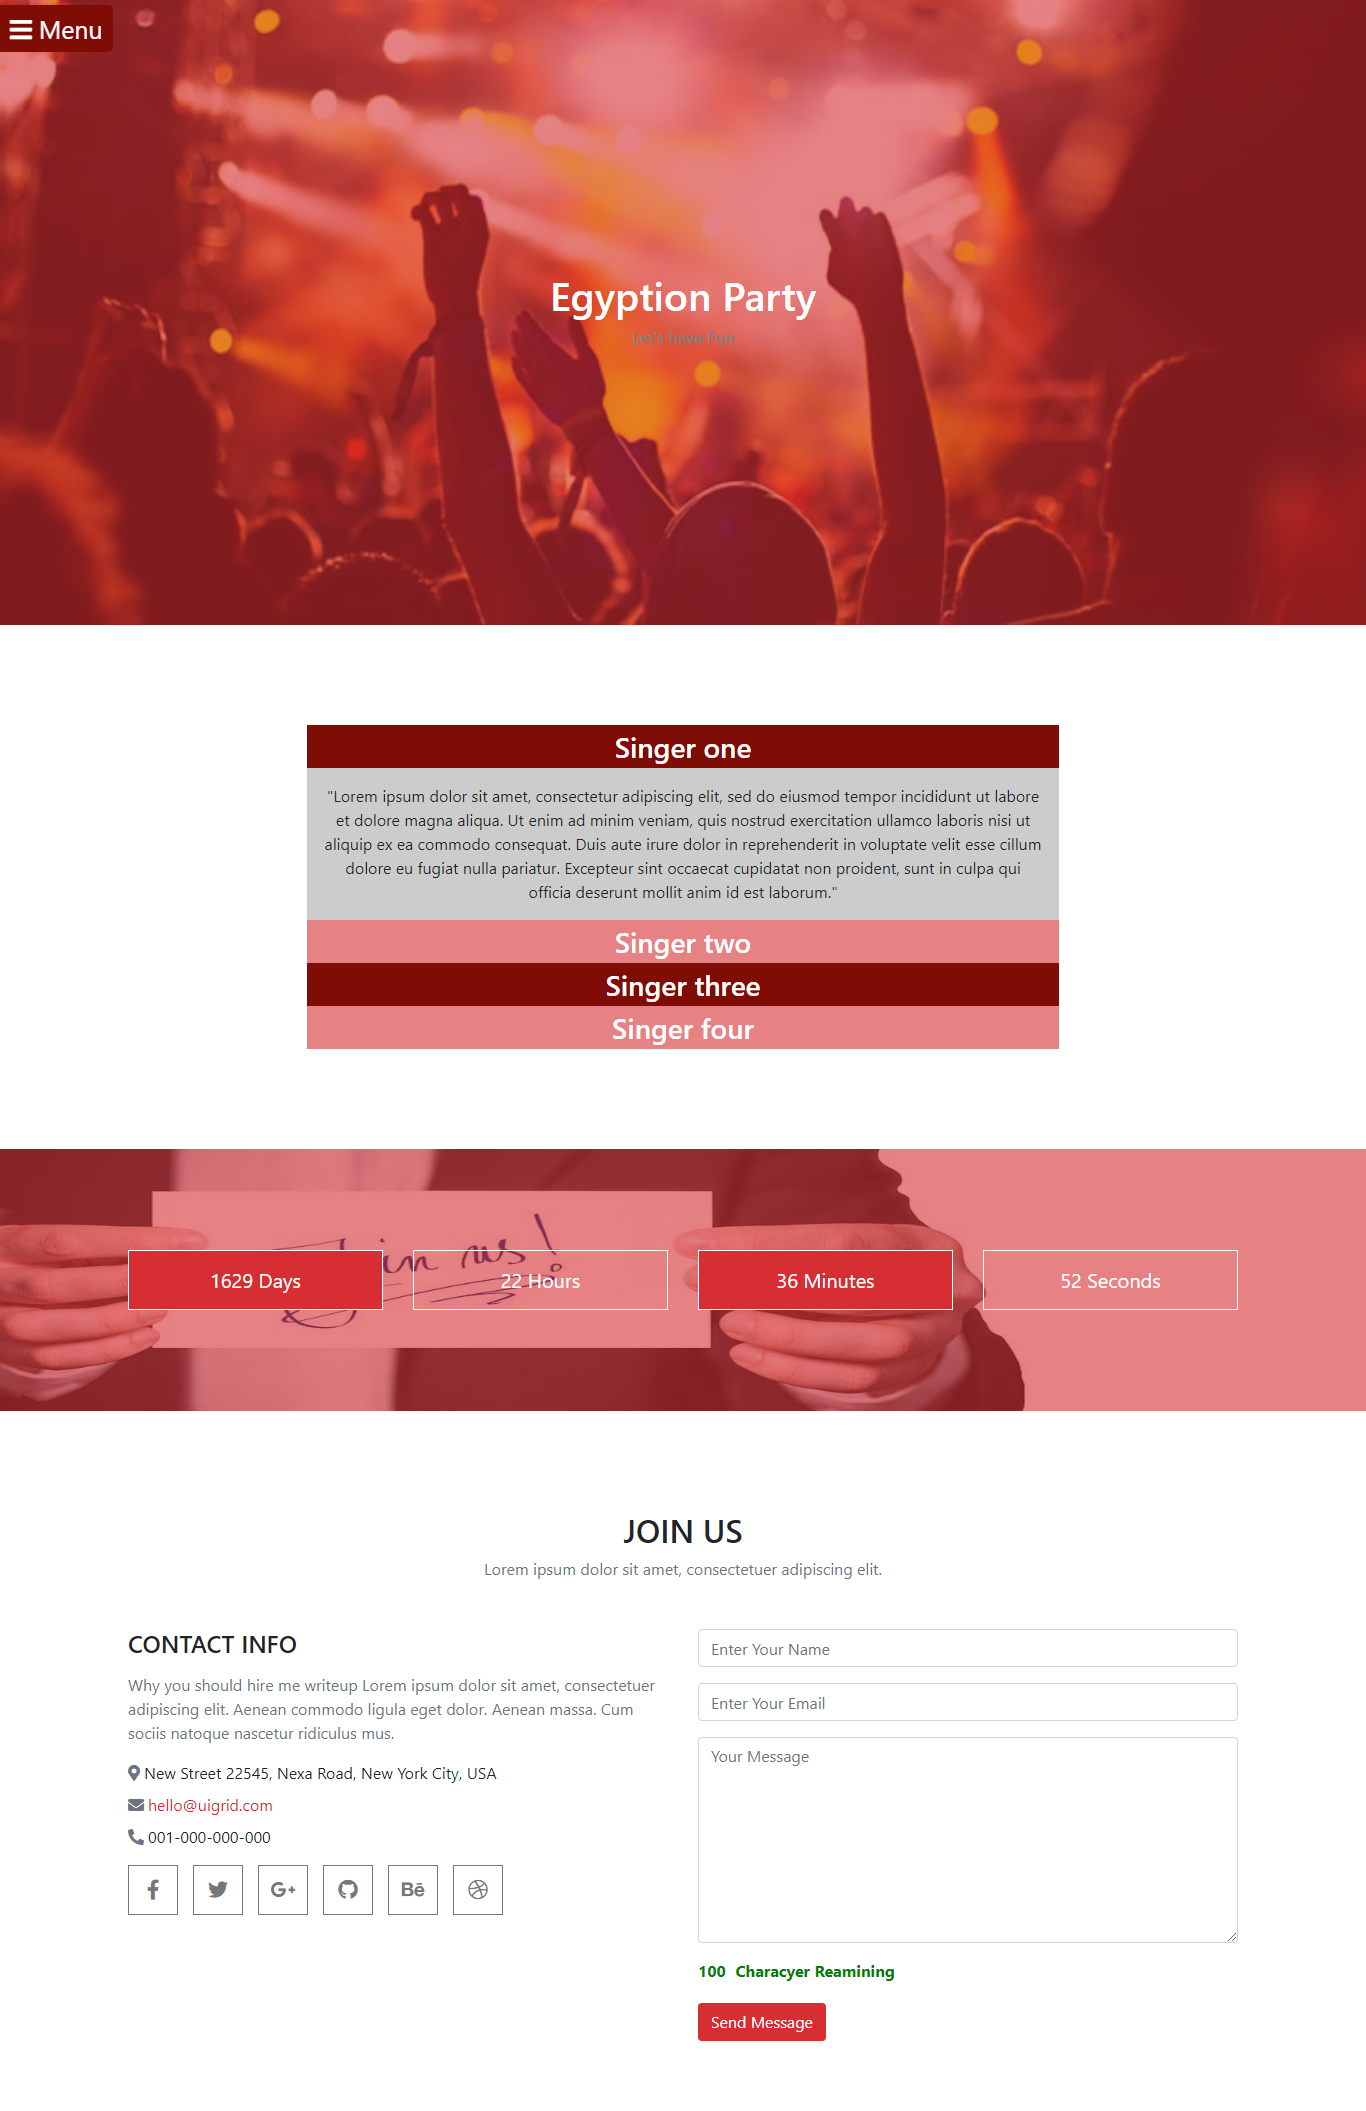 Menu
Egyption Party
Let's have Fun
Singer one
"Lorem ipsum dolor sit amet, consectetur adipiscing elit, sed do eiusmod tempor incididunt ut labore
et dolore magna aliqua. Ut enim ad minim veniam, quis nostrud exercitation ullamco laboris nisi ut
aliquip ex ea commodo consequat. Duis aute irure dolor in reprehenderit in voluptate velit esse cillum
dolore eu fugiat nulla pariatur. Excepteur sint occaecat cupidatat non proident, sunt in culpa qui
officia deserunt mollit anim id est laborum."
Singer two
Singer three
Singer four
Join us!
1629 Days
22 Hours
36 Minutes
52 Seconds
JOIN US
Lorem ipsum dolor sit amet, consectetuer adipiscing elit.
CONTACT INFO
Why you should hire me writeup Lorem ipsum dolor sit amet, consectetuer
adipiscing elit. Aenean commodo ligula eget dolor. Aenean massa. Cum
sociis natoque nascetur ridiculus mus.
New Street 22545, Nexa Road, New York City, USA
hello@uigrid.com
001-000-000-000
Enter Your Name
Enter Your Email
Your Message
100 Characyer Reamining
Send Message